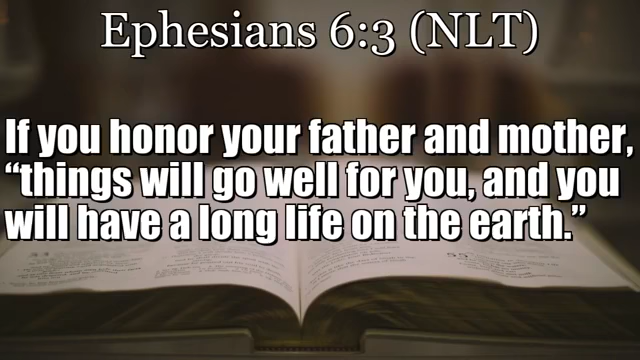 Ephesians 6:3 (NLT)
If you honor your father and mother,
“things will go well for you, and you
will have a long life on the earth.”